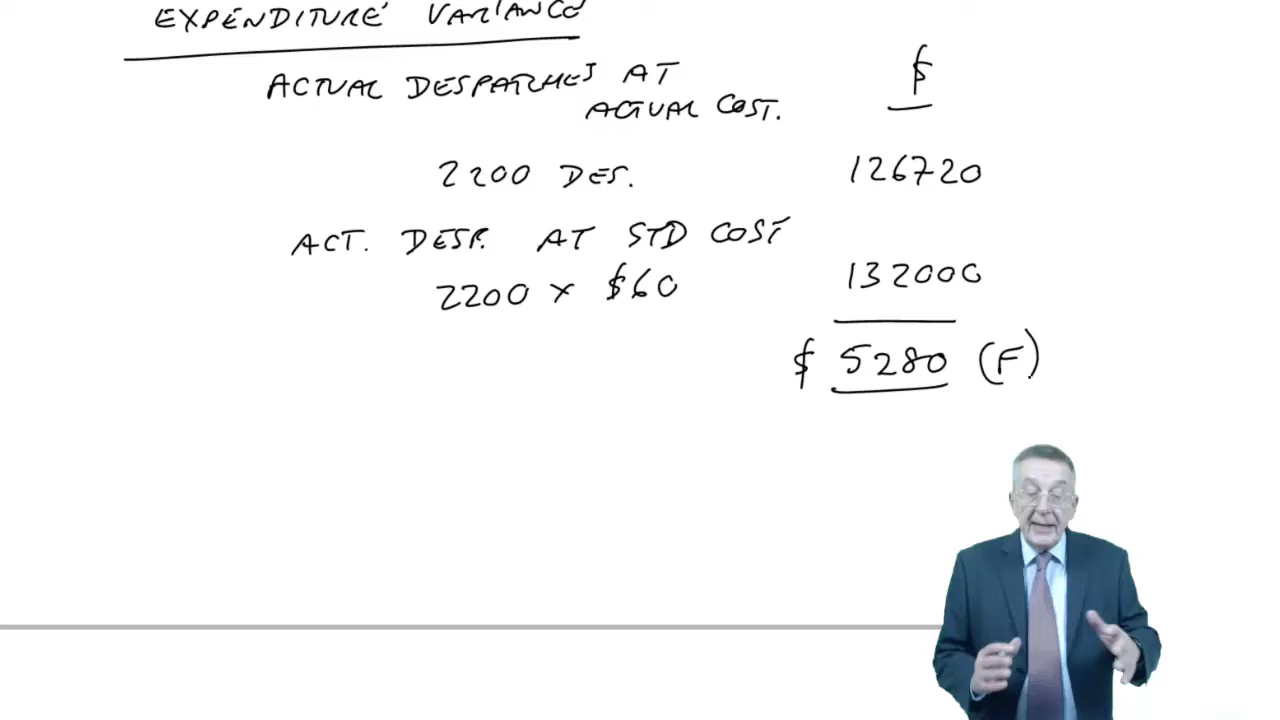 EXPENDITURE VARIANCE
ACTUAL DESPATCHES AT $
ACTUAL COST.
2200 DES. 126720
ACT. DESP. AT STD COST
2200 x $60 132000
$ 5280 (F)